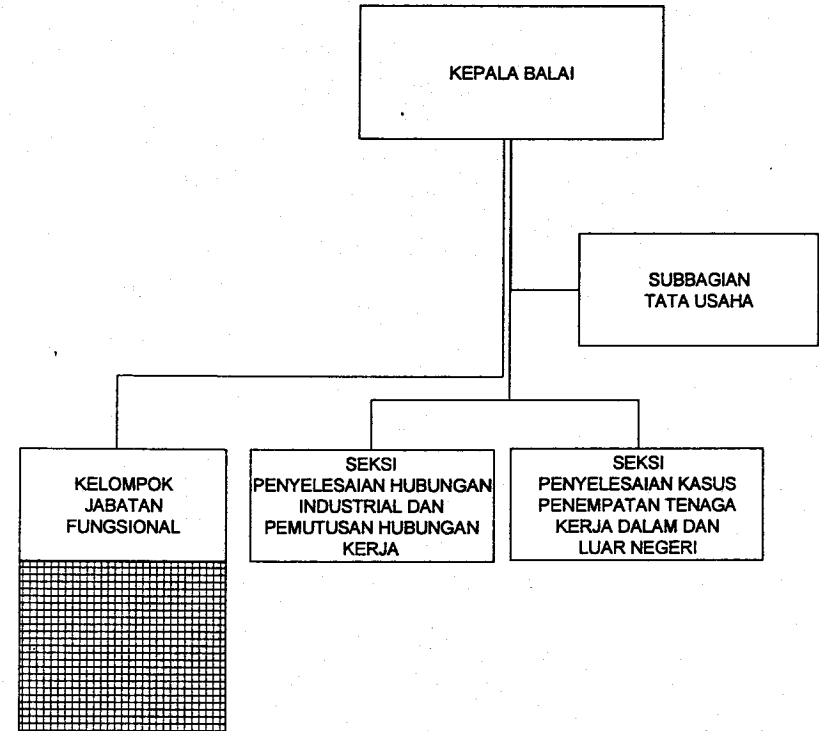 KEPALA BALAI
SUBBAGIAN
TATA USAHA
KELOMPOK
JABATAN
FUNGSIONAL
SEKSI
PENYELESAIAN HUBUNGAN
INDUSTRIAL DAN
PEMUTUSAN HUBUNGAN
KERJA
SEKSI
PENYELESAIAN KASUS
PENEMPATAN TENAGA
KERJA DALAM DAN
LUAR NEGERI